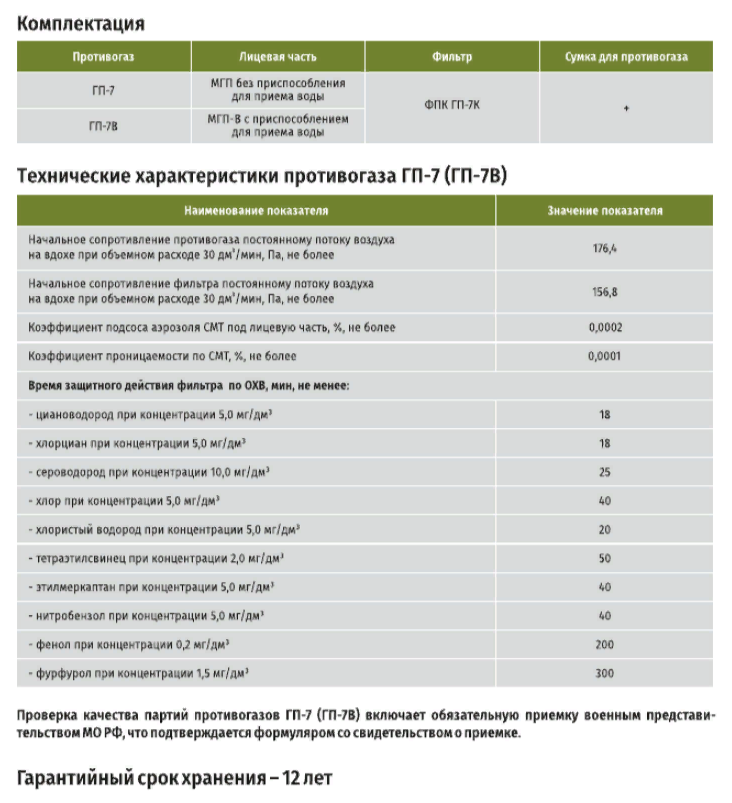 Комплектация
Противогаз Лицевая часть Фильтр Сумка для противогаза
ГП-7
МГП без приспособления
для приема воды
ФПК ГП-7К
+
ГП-7В
МГП-В с приспособлением
для приема воды
Технические характеристики противогаза ГП-7 (ГП-7В)
Наименование показателя Значение показателя
Начальное сопротивление противогаза постоянному потоку воздуха
на вдохе при объемном расходе 30 дм³/мин, Па, не более
176,4
Начальное сопротивление фильтра постоянному потоку воздуха
на вдохе при объемном расходе 30 дм³/мин, Па, не более
156,8
Коэффициент подсоса аэрозоля СМТ под лицевую часть, %, не более 0,0002
Коэффициент проницаемости по СМТ, %, не более 0,0001
Время защитного действия фильтра по ОХВ, мин, не менее:
- циановодород при концентрации 5,0 мг/дм³ 18
- хлорциан при концентрации 5,0 мг/дм³ 18
- сероводород при концентрации 10,0 мг/дм³ 25
- хлор при концентрации 5,0 мг/дм³ 40
- хлористый водород при концентрации 5,0 мг/дм³ 20
- тетраэтилсвинец при концентрации 2,0 мг/дм³ 50
- этилмеркаптан при концентрации 5,0 мг/дм³ 40
- нитробензол при концентрации 5,0 мг/дм³ 40
- фенол при концентрации 0,2 мг/дм³ 200
- фурфурол при концентрации 1,5 мг/дм³ 300
Проверка качества партий противогазов ГП-7 (ГП-7В) включает обязательную приемку военным представи-
тельством МО РФ, что подтверждается формуляром со свидетельством о приемке.
Гарантийный срок хранения – 12 лет